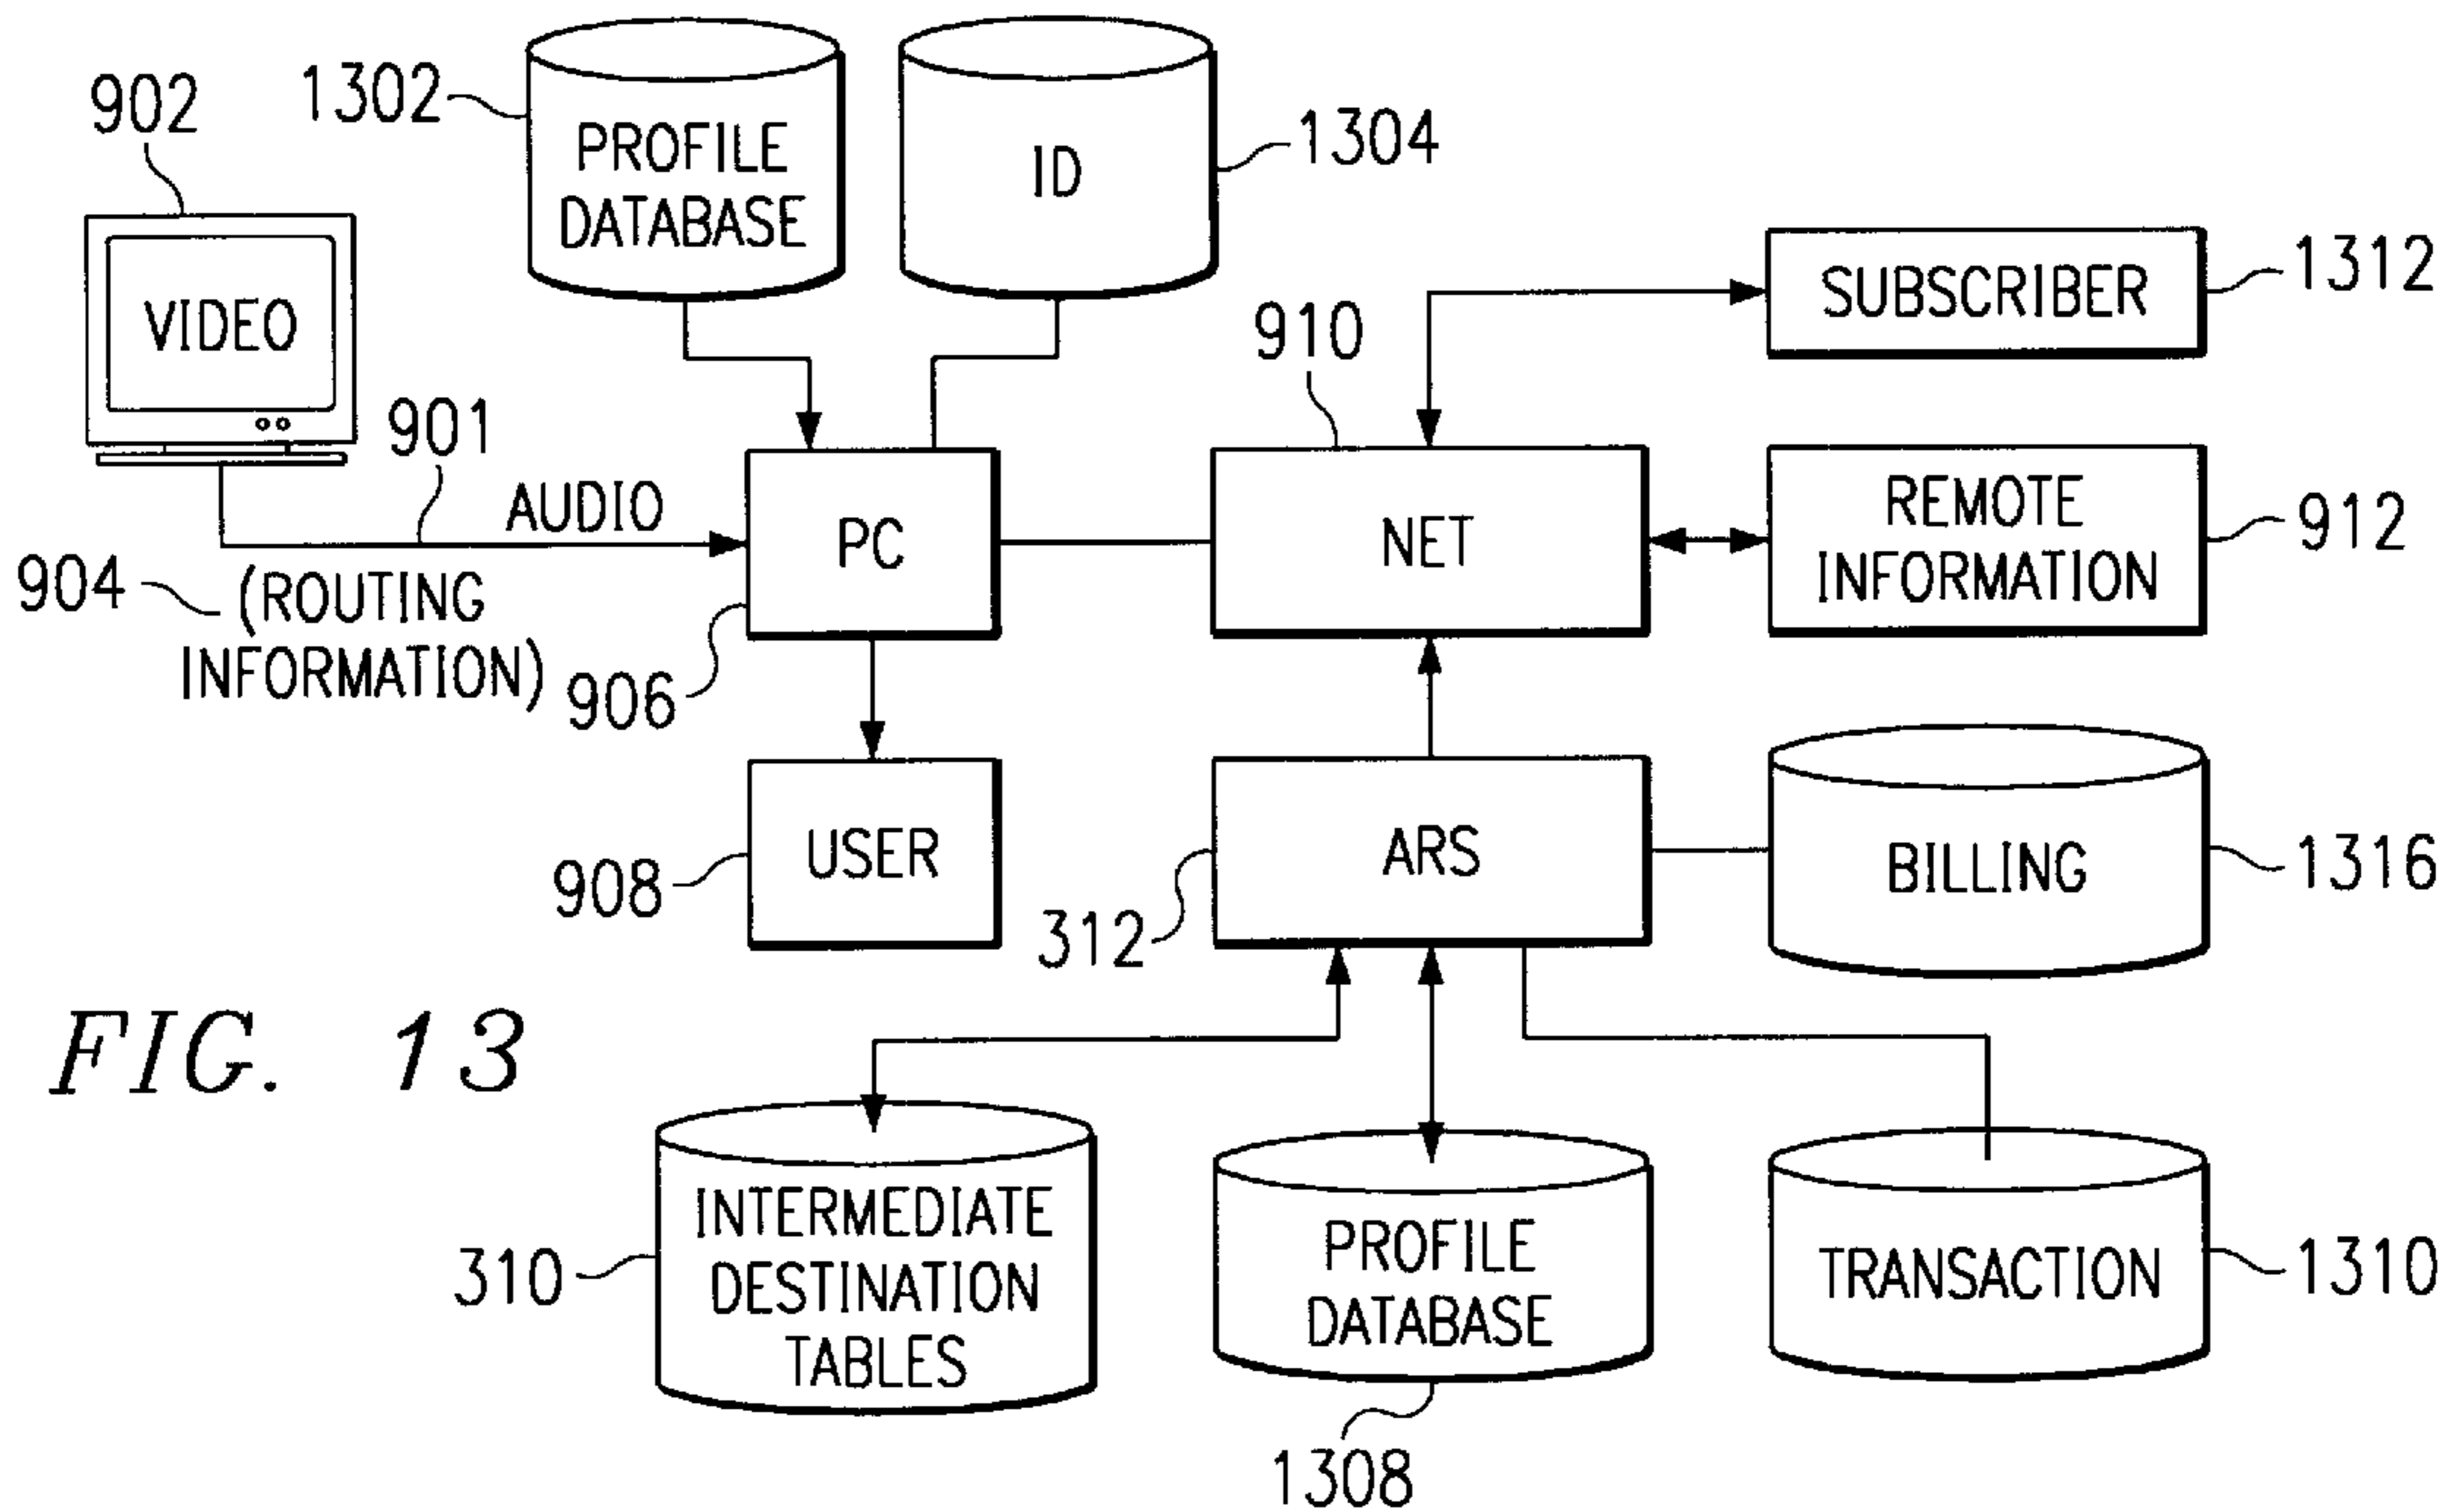 902
1302
PROFILE
DATABASE
ID
1304
VIDEO
901
AUDIO
904
(ROUTING
INFORMATION)
PC
906
USER
908
910
NET
SUBSCRIBER
1312
REMOTE
INFORMATION
912
ARS
312
BILLING
1316
FIG. 13
310
INTERMEDIATE
DESTINATION
TABLES
PROFILE
DATABASE
1308
TRANSACTION
1310